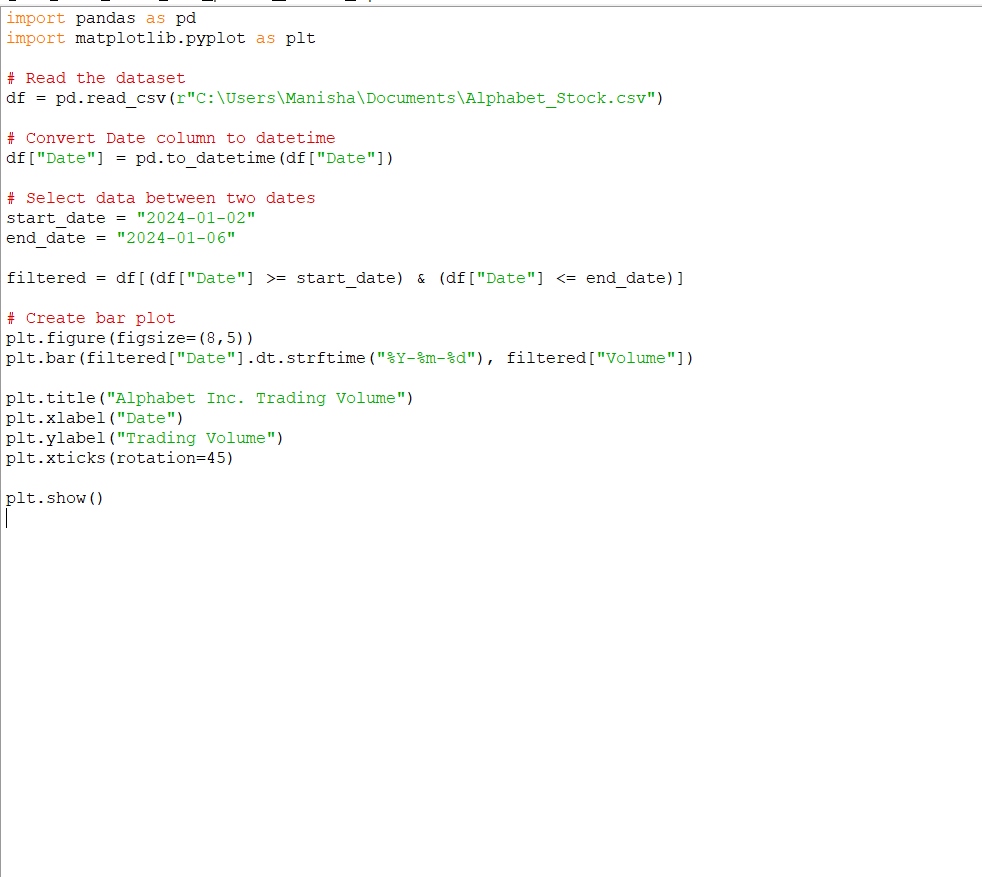 import pandas as pd
import matplotlib.pyplot as plt
# Read the dataset
df = pd.read_csv(r"C:\Users\Manisha\Documents\Alphabet_Stock.csv")
# Convert Date column to datetime
df["Date"] = pd.to_datetime(df["Date"])
# Select data between two dates
start_date = "2024-01-02"
end_date = "2024-01-06"
filtered = df[(df["Date"] >= start_date) & (df["Date"] <= end_date)]
# Create bar plot
plt.figure(figsize=(8,5))
plt.bar(filtered["Date"].dt.strftime("%Y-%m-%d"), filtered["Volume"])
plt.title("Alphabet Inc. Trading Volume")
plt.xlabel("Date")
plt.ylabel("Trading Volume")
plt.xticks(rotation=45)
plt.show()